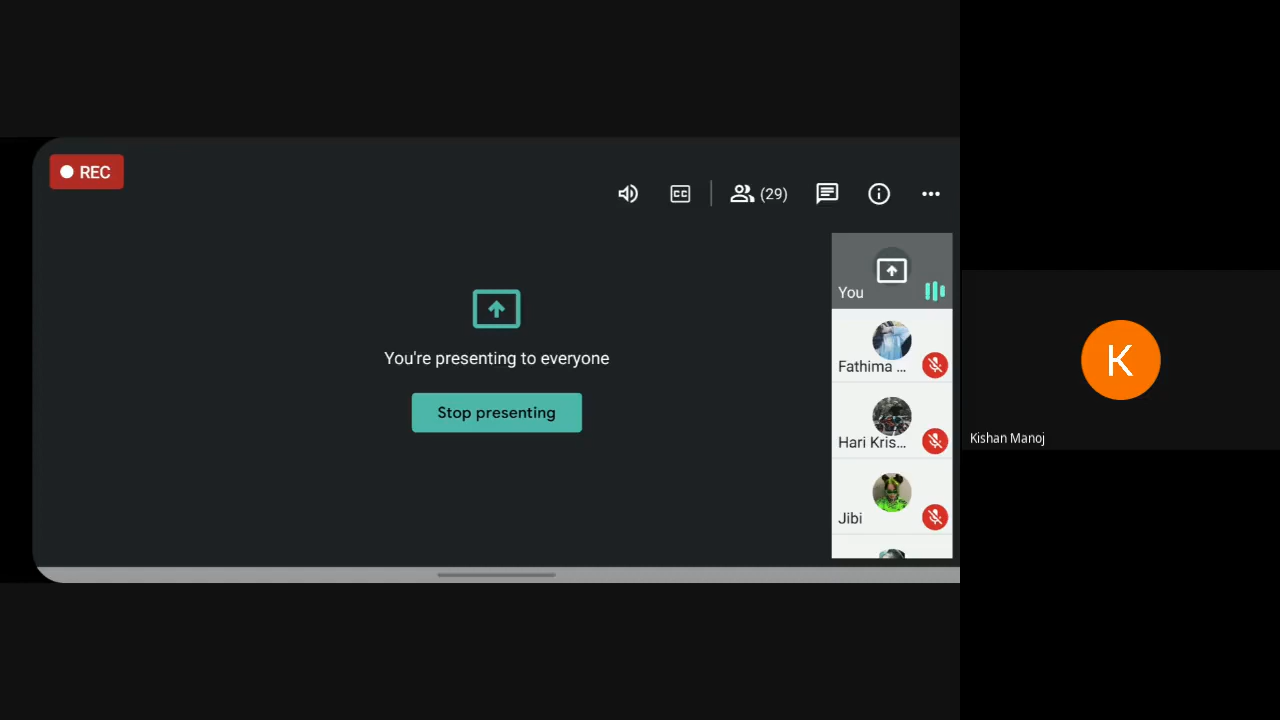 REC
(29)
You
You're presenting to everyone
Fathima ...
Stop presenting
Hari Kris...
Jibi
K
Kishan Manoj